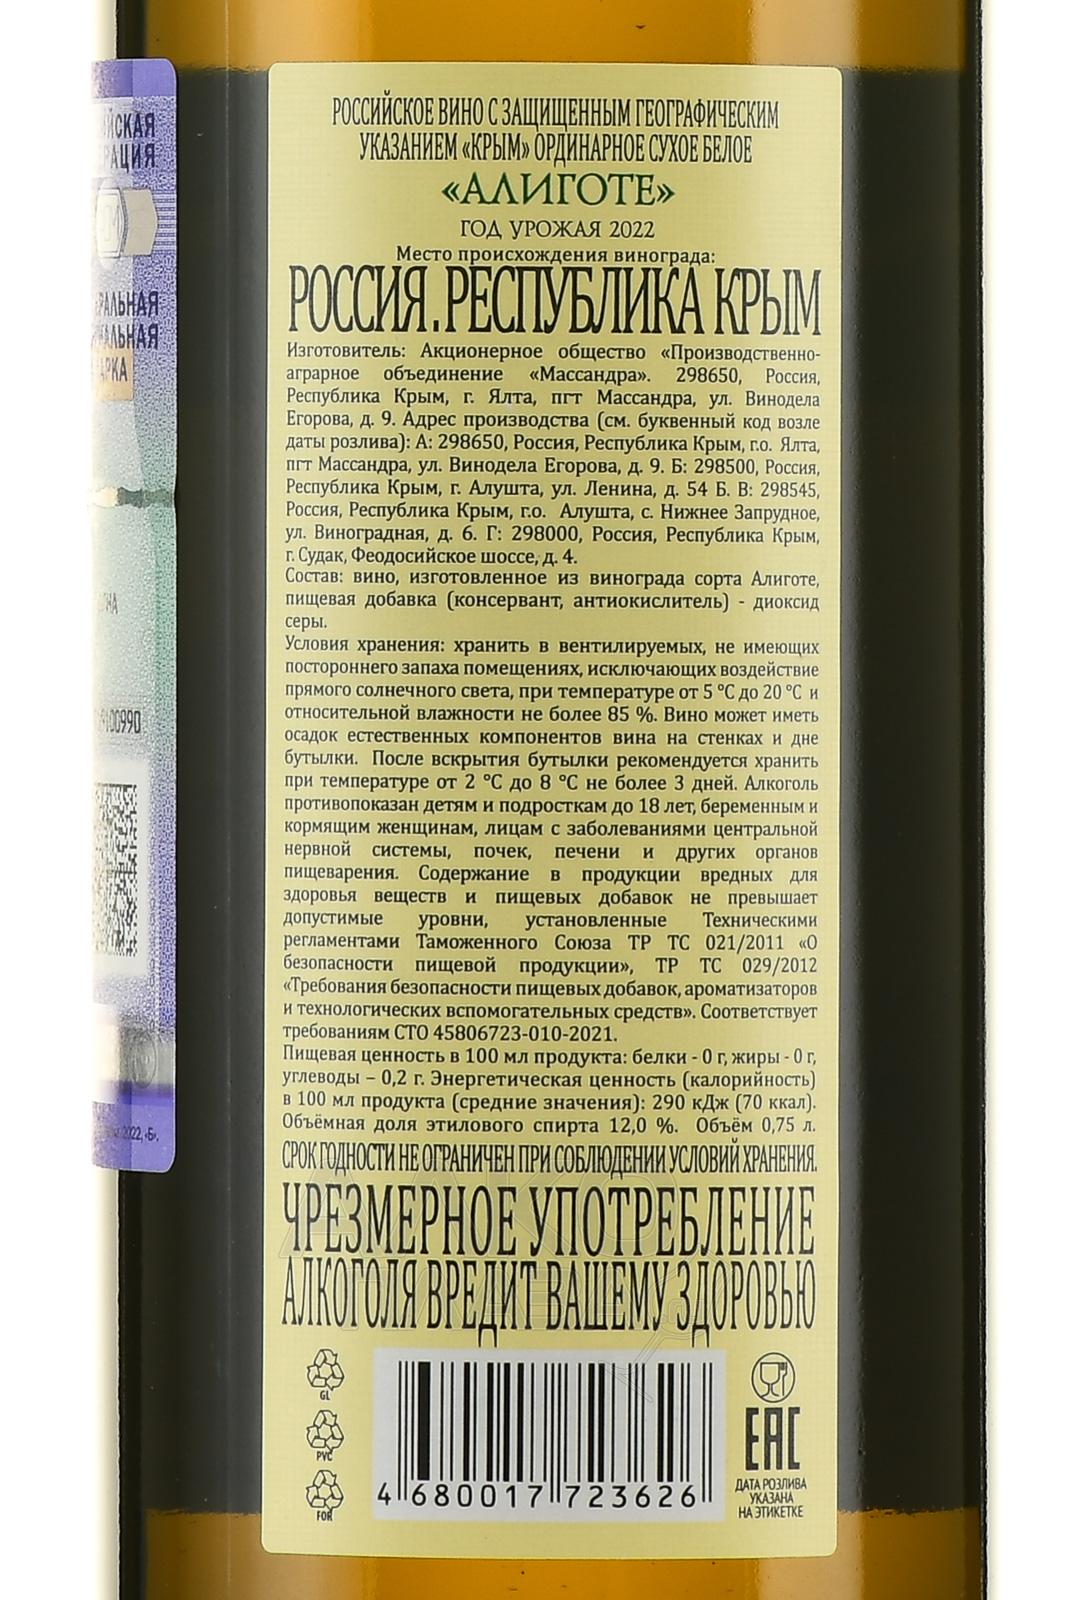 РОССИЙСКОЕ ВИНО С ЗАЩИЩЕННЫМ ГЕОГРАФИЧЕСКИМ
УКАЗАНИЕМ «КРЫМ» ОРДИНАРНОЕ СУХОЕ БЕЛОЕ
«АЛИГОТЕ»
ГОД УРОЖАЯ 2022
Место происхождения винограда:
РОССИЯ.РЕСПУБЛИКА КРЫМ
Изготовитель: Акционерное общество «Производственно-
аграрное объединение «Массандра». 298650, Россия,
Республика Крым, г. Ялта, пгт Массандра, ул. Винодела
Егорова, д. 9. Адрес производства (см. буквенный код возле
даты розлива): А: 298650, Россия, Республика Крым, г.о. Ялта,
пгт Массандра, ул. Винодела Егорова, д. 9. Б: 298500, Россия,
Республика Крым, г. Алушта, ул. Ленина, д. 54 Б. В: 298545,
Россия, Республика Крым, г.о. Алушта, с. Нижнее Запрудное,
ул. Виноградная, д. 6. Г: 298000, Россия, Республика Крым,
г. Судак, Феодосийское шоссе, д. 4.
Состав: вино, изготовленное из винограда сорта Алиготе,
пищевая добавка (консервант, антиокислитель) - диоксид
серы.
Условия хранения: хранить в вентилируемых, не имеющих
постороннего запаха помещениях, исключающих воздействие
прямого солнечного света, при температуре от 5 °С до 20 °С и
относительной влажности не более 85 %. Вино может иметь
осадок естественных компонентов вина на стенках и дне
бутылки. После вскрытия бутылки рекомендуется хранить
при температуре от 2 °С до 8 °С не более 3 дней. Алкоголь
противопоказан детям и подросткам до 18 лет, беременным и
кормящим женщинам, лицам с заболеваниями центральной
нервной системы, почек, печени и других органов
пищеварения. Содержание в продукции вредных для
здоровья веществ и пищевых добавок не превышает
допустимые уровни, установленные Техническими
регламентами Таможенного Союза ТР ТС 021/2011 «О
безопасности пищевой продукции», ТР ТС 029/2012
«Требования безопасности пищевых добавок, ароматизаторов
и технологических вспомогательных средств». Соответствует
требованиям СТО 45806723-010-2021.
Пищевая ценность в 100 мл продукта: белки - 0 г, жиры - 0 г,
углеводы – 0,2 г. Энергетическая ценность (калорийность)
в 100 мл продукта (средние значения): 290 кДж (70 ккал).
Объёмная доля этилового спирта 12,0 %. Объём 0,75 л.
СРОК ГОДНОСТИ НЕ ОГРАНИЧЕН ПРИ СОБЛЮДЕНИИ УСЛОВИЙ ХРАНЕНИЯ.
ЧРЕЗМЕРНОЕ УПОТРЕБЛЕНИЕ
АЛКОГОЛЯ ВРЕДИТ ВАШЕМУ ЗДОРОВЬЮ
GL
PVC
FOR
4 680017 723626
EAC
ДАТА РОЗЛИВА
УКАЗАНА
НА ЭТИКЕТКЕ